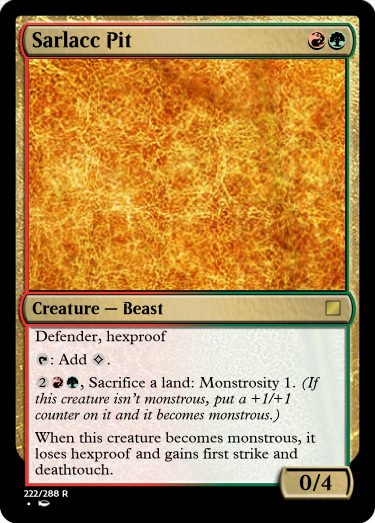 Sarlacc Pit
Creature — Beast
Defender, hexproof
: Add .
2 , Sacrifice a land: Monstrosity 1. (If
this creature isn't monstrous, put a +1/+1
counter on it and it becomes monstrous.)
When this creature becomes monstrous, it
loses hexproof and gains first strike and
deathtouch.
0/4
222/288 R